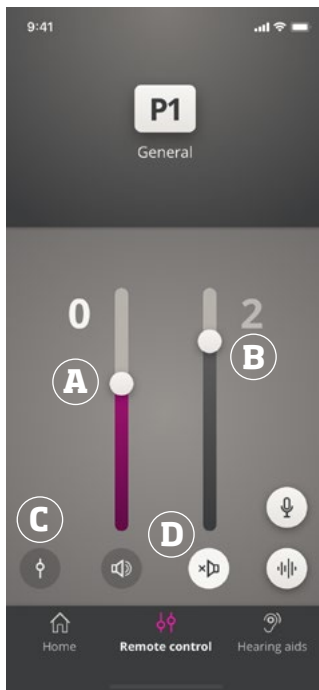 9:41
P1
General
0
2
A
B
C
D
Home
Remote control
Hearing aids